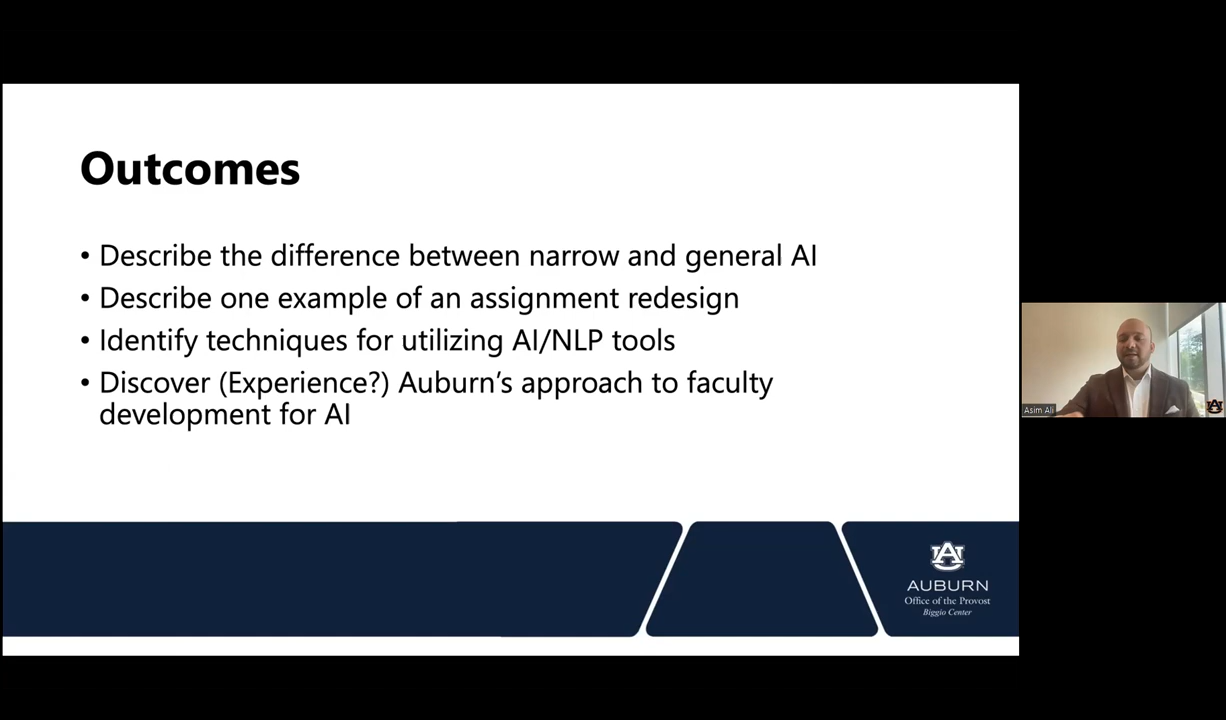 Outcomes
• Describe the difference between narrow and general AI
• Describe one example of an assignment redesign
• Identify techniques for utilizing AI/NLP tools
• Discover (Experience?) Auburn’s approach to faculty
development for AI
AU
AUBURN
Office of the Provost
Biggio Center
Asim Ali
AU